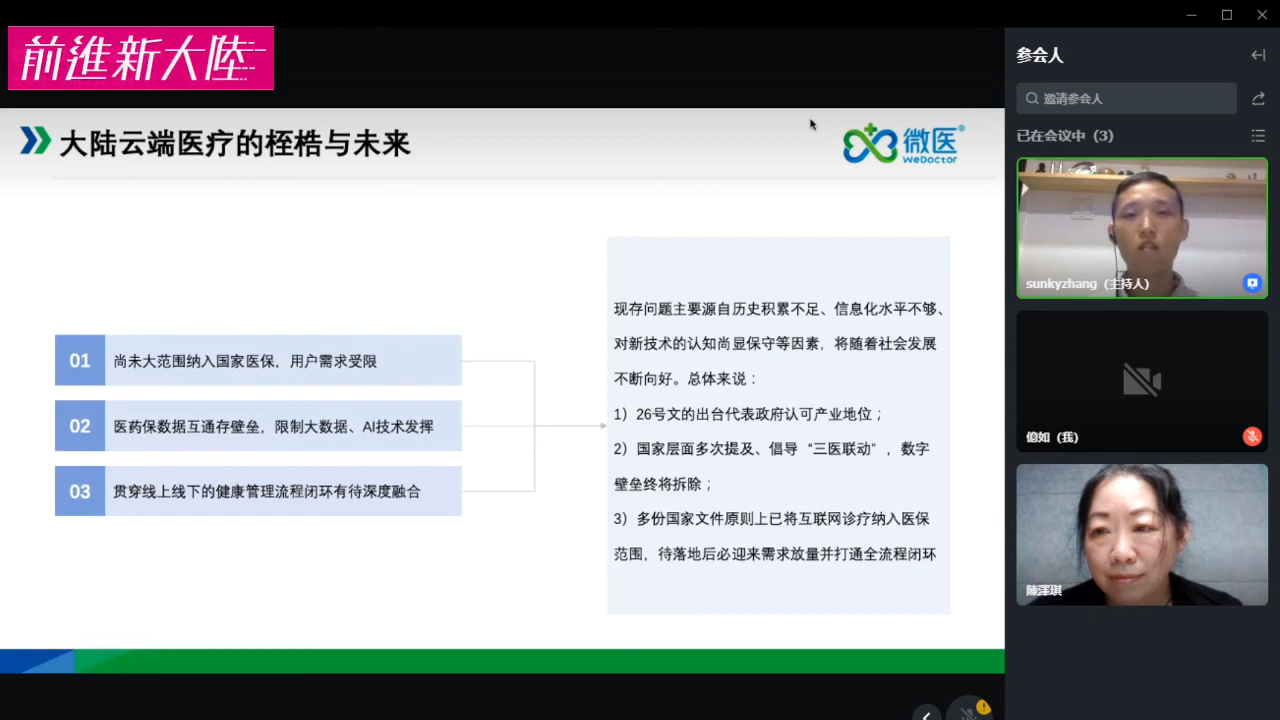 前進新大陸
大陆云端医疗的桎梏与未来
微医®
WeDoctor
01 尚未大范围纳入国家医保，用户需求受限
02 医药保数据互通存壁垒，限制大数据、AI技术发挥
03 贯穿线上线下的健康管理流程闭环有待深度融合
现存问题主要源自历史积累不足、信息化水平不够、
对新技术的认知尚显保守等因素，将随着社会发展
不断向好。总体来说：
1）26号文的出台代表政府认可产业地位；
2）国家层面多次提及、倡导“三医联动”，数字
壁垒终将拆除；
3）多份国家文件原则上已将互联网诊疗纳入医保
范围，待落地后必迎来需求放量并打通全流程闭环
参会人
邀请参会人
已在会议中（3）
sunkyzhang（主持人）
億如（我）
陳澤琪